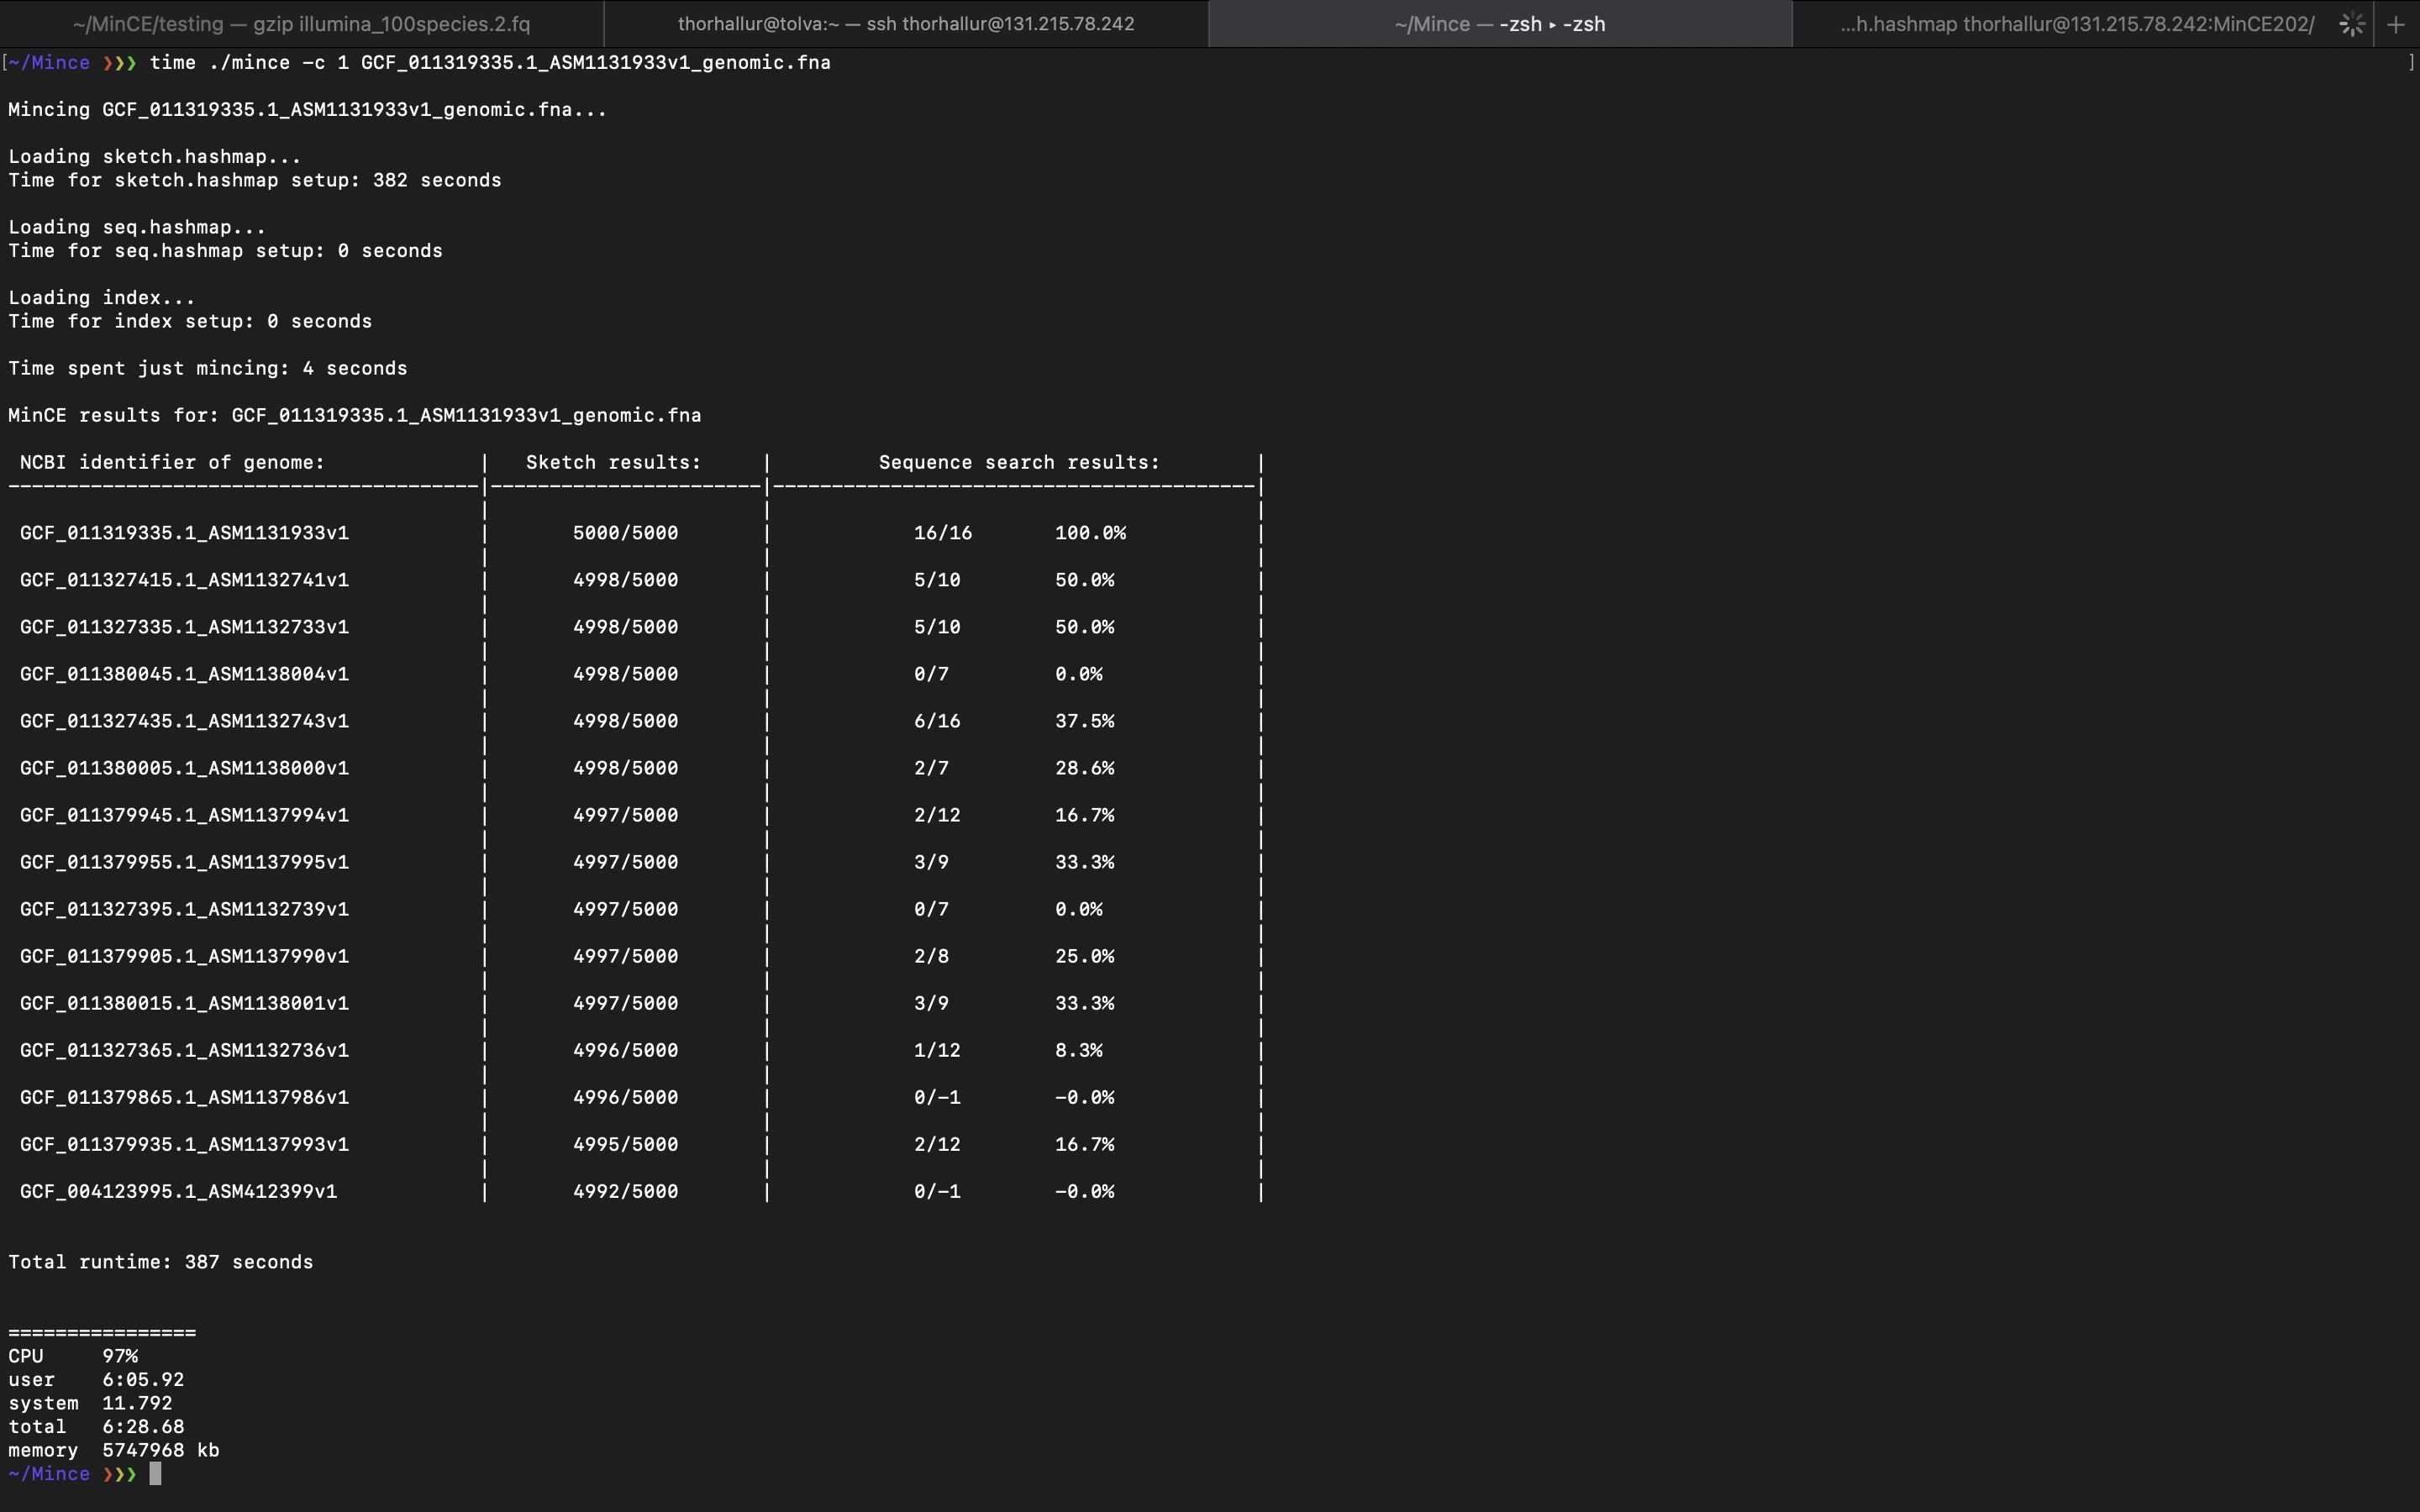 ~/MinCE/testing — gzip illumina_100species.2.fq
thorhallur@tolva:~ — ssh thorhallur@131.215.78.242
~/Mince — -zsh ▸ -zsh
...h.hashmap thorhallur@131.215.78.242:MinCE202/
[~/Mince ❯❯❯ time ./mince -c 1 GCF_011319335.1_ASM1131933v1_genomic.fna ]
Mincing GCF_011319335.1_ASM1131933v1_genomic.fna...
Loading sketch.hashmap...
Time for sketch.hashmap setup: 382 seconds
Loading seq.hashmap...
Time for seq.hashmap setup: 0 seconds
Loading index...
Time for index setup: 0 seconds
Time spent just mincing: 4 seconds
MinCE results for: GCF_011319335.1_ASM1131933v1_genomic.fna
NCBI identifier of genome: | Sketch results: | Sequence search results: |
GCF_011319335.1_ASM1131933v1 | 5000/5000 | 16/16 100.0% |
GCF_011327415.1_ASM1132741v1 | 4998/5000 | 5/10 50.0% |
GCF_011327335.1_ASM1132733v1 | 4998/5000 | 5/10 50.0% |
GCF_011380045.1_ASM1138004v1 | 4998/5000 | 0/7 0.0% |
GCF_011327435.1_ASM1132743v1 | 4998/5000 | 6/16 37.5% |
GCF_011380005.1_ASM1138000v1 | 4998/5000 | 2/7 28.6% |
GCF_011379945.1_ASM1137994v1 | 4997/5000 | 2/12 16.7% |
GCF_011379955.1_ASM1137995v1 | 4997/5000 | 3/9 33.3% |
GCF_011327395.1_ASM1132739v1 | 4997/5000 | 0/7 0.0% |
GCF_011379905.1_ASM1137990v1 | 4997/5000 | 2/8 25.0% |
GCF_011380015.1_ASM1138001v1 | 4997/5000 | 3/9 33.3% |
GCF_011327365.1_ASM1132736v1 | 4996/5000 | 1/12 8.3% |
GCF_011379865.1_ASM1137986v1 | 4996/5000 | 0/-1 -0.0% |
GCF_011379935.1_ASM1137993v1 | 4995/5000 | 2/12 16.7% |
GCF_004123995.1_ASM412399v1 | 4992/5000 | 0/-1 -0.0% |
Total runtime: 387 seconds
================
CPU 97%
user 6:05.92
system 11.792
total 6:28.68
memory 5747968 kb
~/Mince ❯❯❯